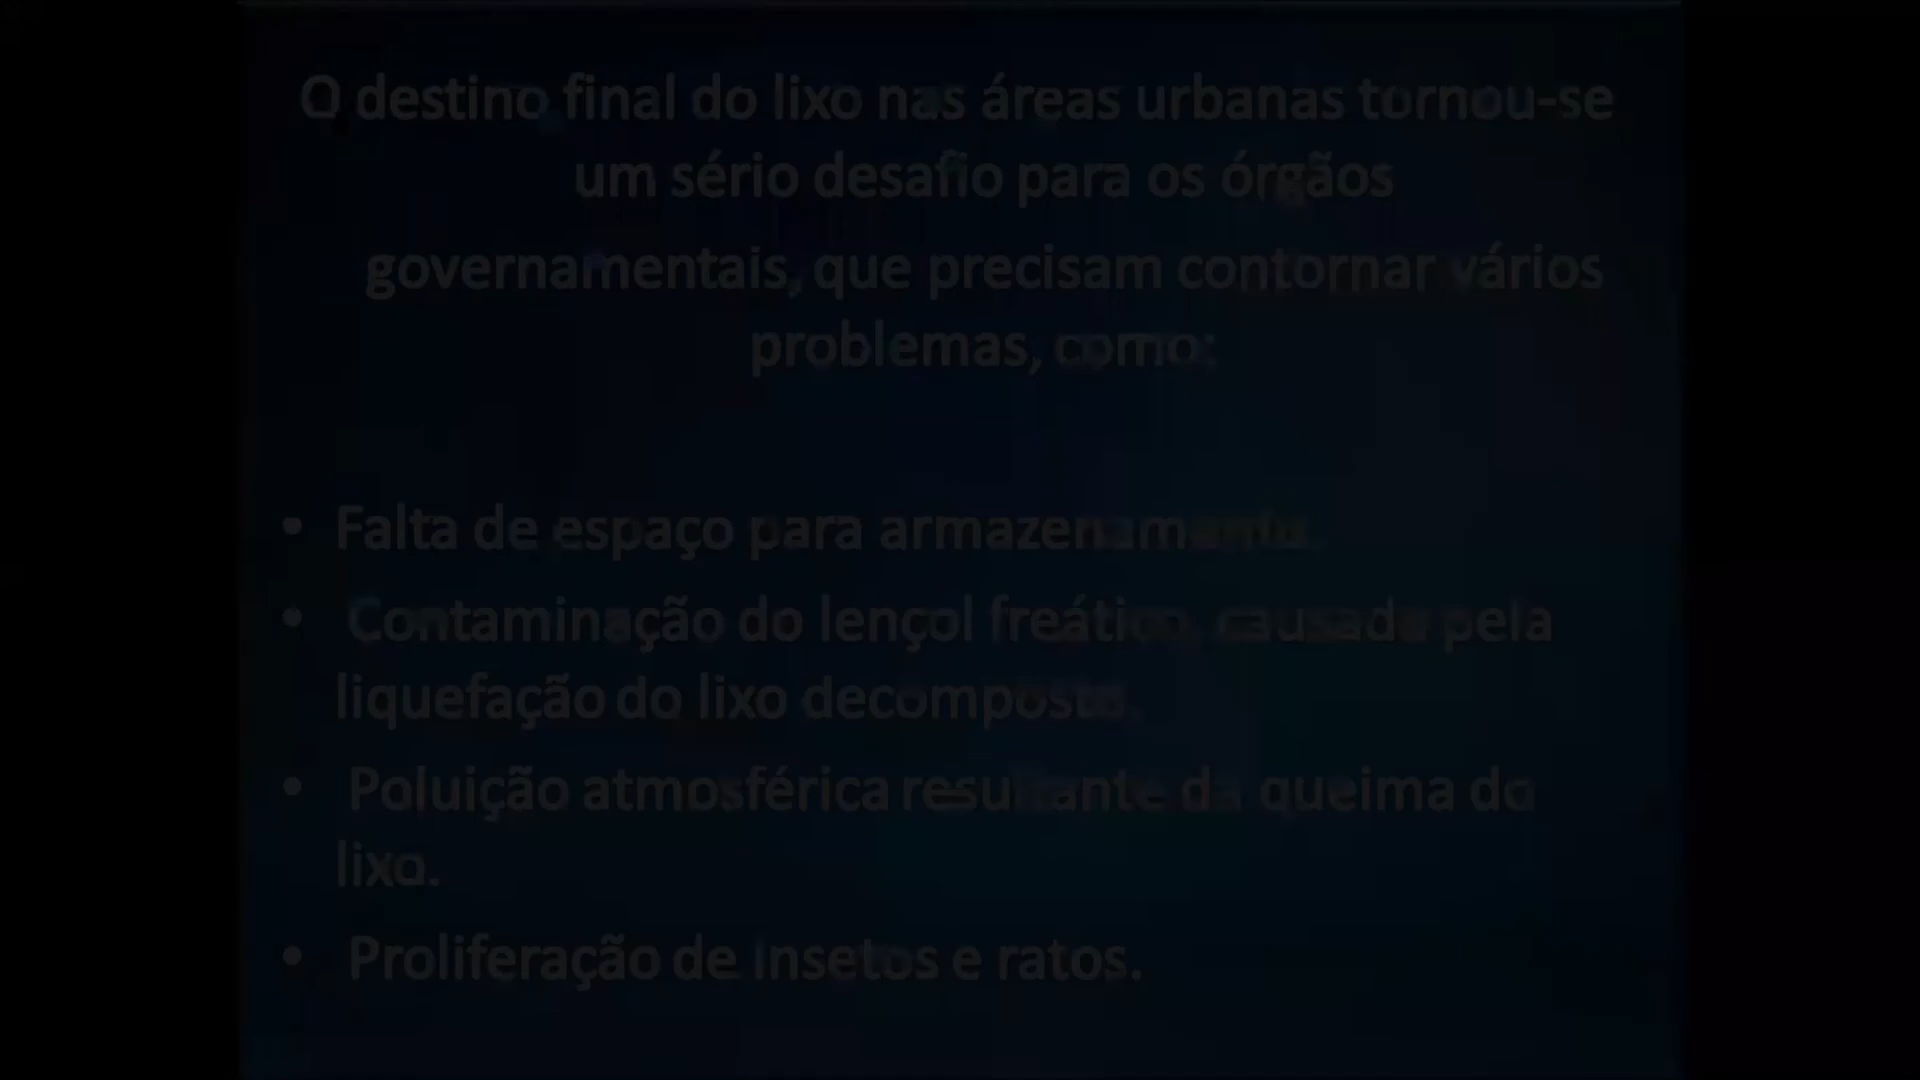 O destino final do lixo nas áreas urbanas tornou-se
um sério desafio para os órgãos
governamentais, que precisam contornar vários
problemas, como:
• Falta de espaço para armazenamento.
• Contaminação do lençol freático, causada pela
liquefação do lixo decomposto.
• Poluição atmosférica resultante da queima do
lixo.
• Proliferação de insetos e ratos.